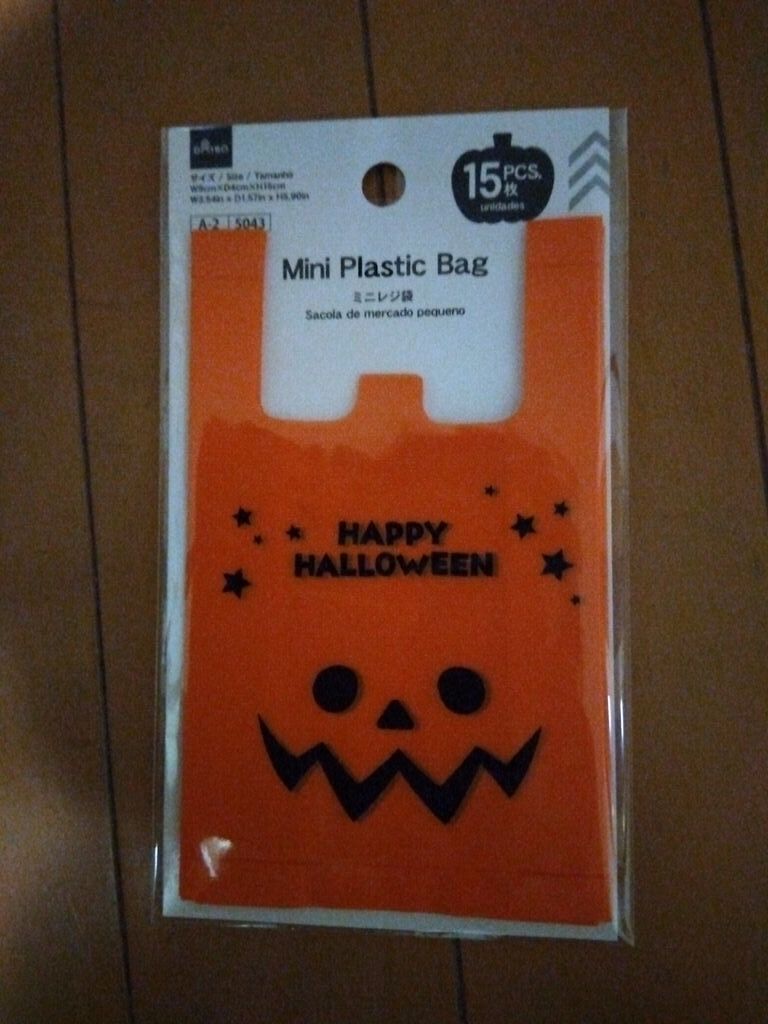 DAISO
サイズ / Size / Tamanho
W9cm×D4cm×H15cm
W3.54in x D1.57in x H5.90in
A-2 5043
15 PCS.
枚
unidades
Mini Plastic Bag
ミニレジ袋
Sacola de mercado pequeno
HAPPY
HALLOWEEN